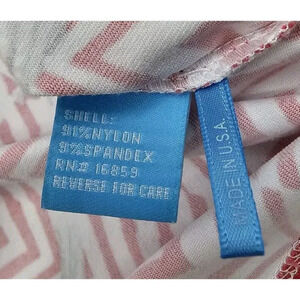 SHELL:
91%NYLON
9%SPANDEX
RN# 16859
REVERSE FOR CARE
MADE IN U.S.A.